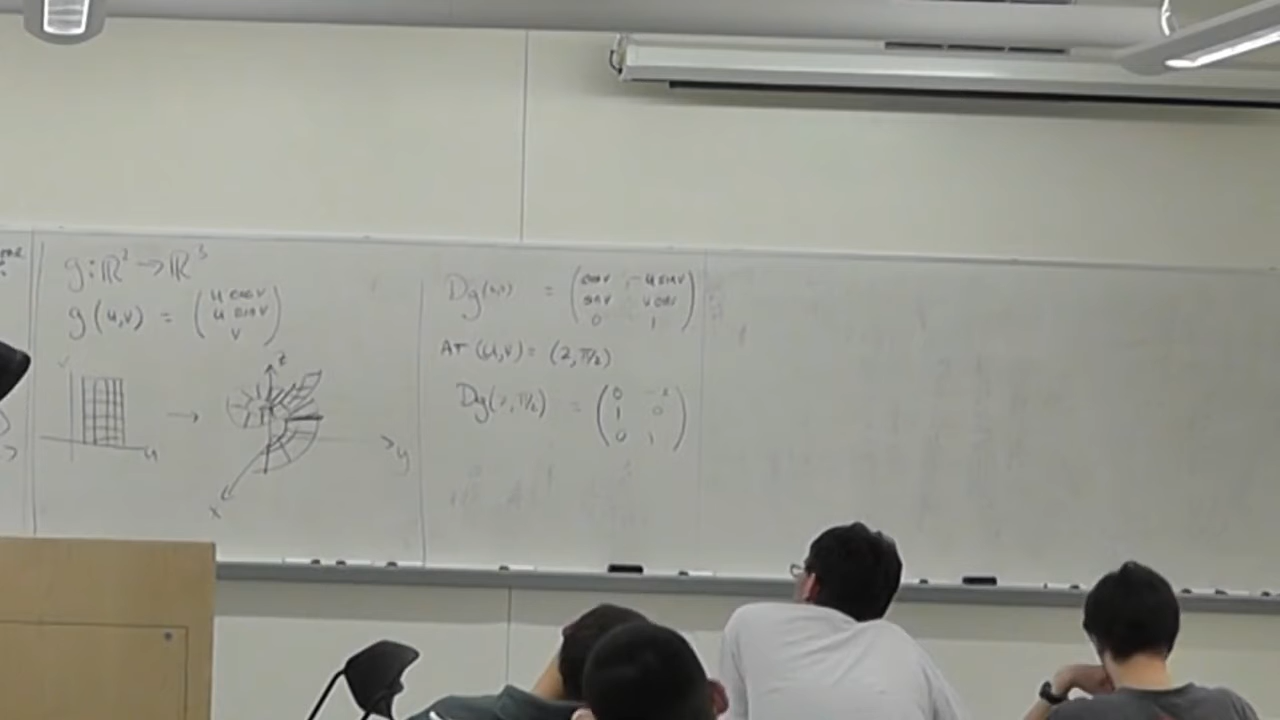 g : ℝ² → ℝ³
g(u,v) = (u cos v
u sin v
v)
v
u
→
z
y
x
Dg(u,v) = (cos v -u sin v
sin v u cos v
0 1)
AT (u,v) = (2, π/2)
Dg(2, π/2) = (0 -2
1 0
0 1)